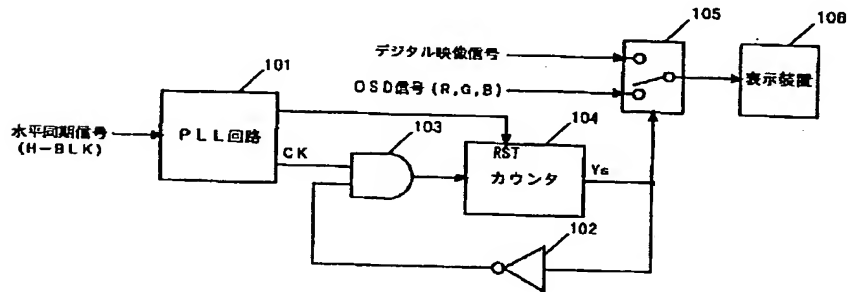 105
106
デジタル映像信号
101
表示装置
OSD信号(R,G,B)
103
104
水平同期信号
(H-BLK)
PLL回路
CK
RST
カウンタ
Ys
102